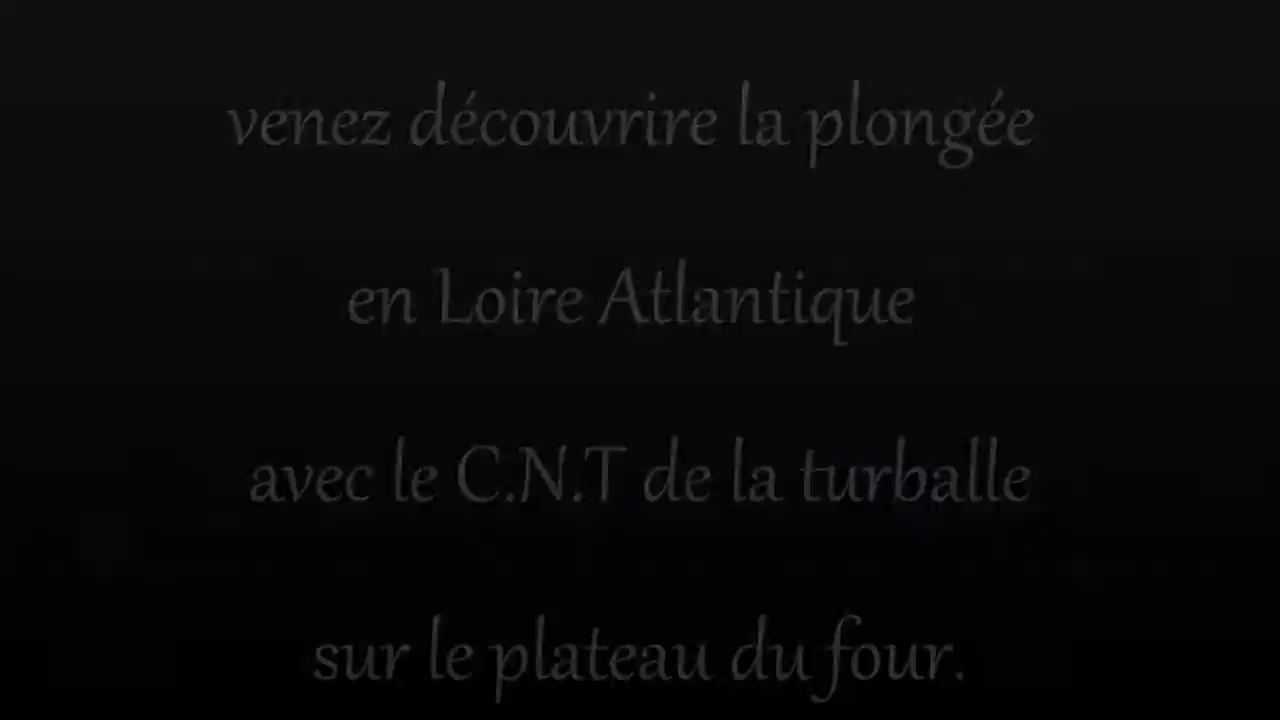 venez découvrire la plongée
en Loire Atlantique
avec le C.N.T de la turballe
sur le plateau du four.